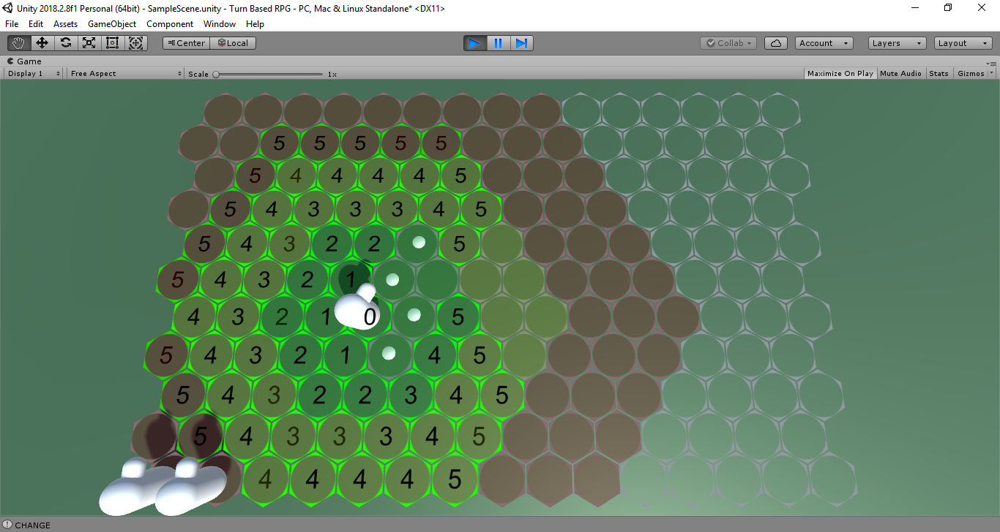 Unity 2018.2.8f1 Personal (64bit) - SampleScene.unity - Turn Based RPG - PC, Mac & Linux Standalone* <DX11>
File Edit Assets GameObject Component Window Help
Center Local Collab Account Layers Layout
Game
Display 1 Free Aspect Scale 1x Maximize On Play Mute Audio Stats Gizmos
5 5 5 5 5
5 4 4 4 4 5
5 4 3 3 3 4 5
5 4 3 2 2 5
5 4 3 2 1
4 3 2 1 0 5
5 4 3 2 1 4 5
5 4 3 2 2 3 4 5
5 4 3 3 3 4 5
4 4 4 4 5
CHANGE